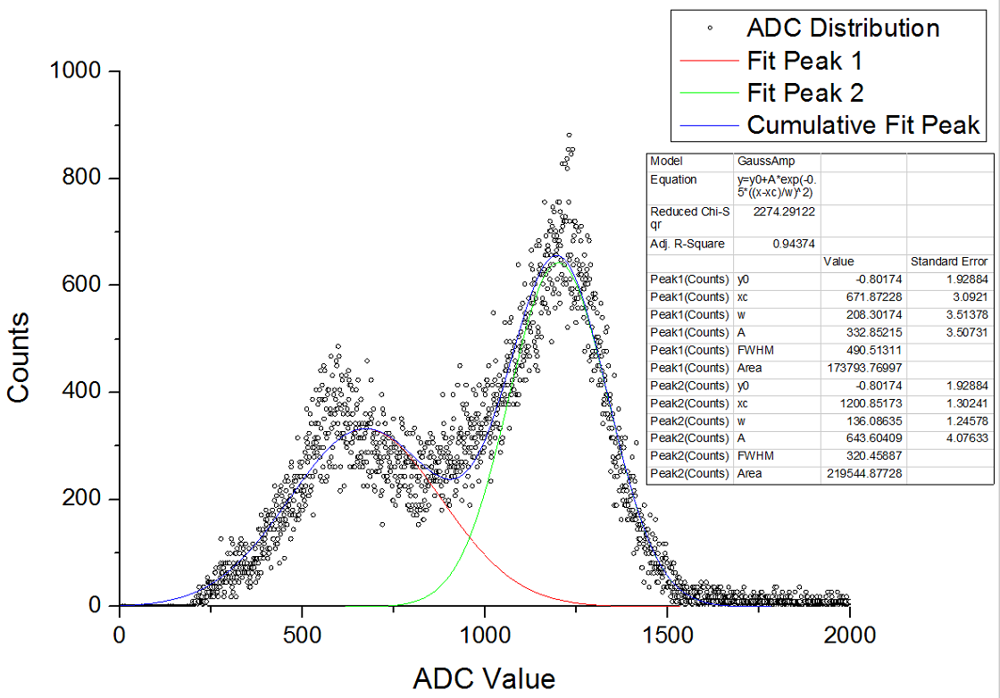 ADC Distribution
Fit Peak 1
Fit Peak 2
Cumulative Fit Peak
Model GaussAmp
Equation y=y0+A*exp(-0.
5*((x-xc)/w)^2)
Reduced Chi-S 2274.29122
qr
Adj. R-Square 0.94374
Value Standard Error
Peak1(Counts) y0 -0.80174 1.92884
Peak1(Counts) xc 671.87228 3.0921
Peak1(Counts) w 208.30174 3.51378
Peak1(Counts) A 332.85215 3.50731
Peak1(Counts) FWHM 490.51311
Peak1(Counts) Area 173793.76997
Peak2(Counts) y0 -0.80174 1.92884
Peak2(Counts) xc 1200.85173 1.30241
Peak2(Counts) w 136.08635 1.24578
Peak2(Counts) A 643.60409 4.07633
Peak2(Counts) FWHM 320.45887
Peak2(Counts) Area 219544.87728
1000
800
600
400
200
0
Counts
0 500 1000 1500 2000
ADC Value